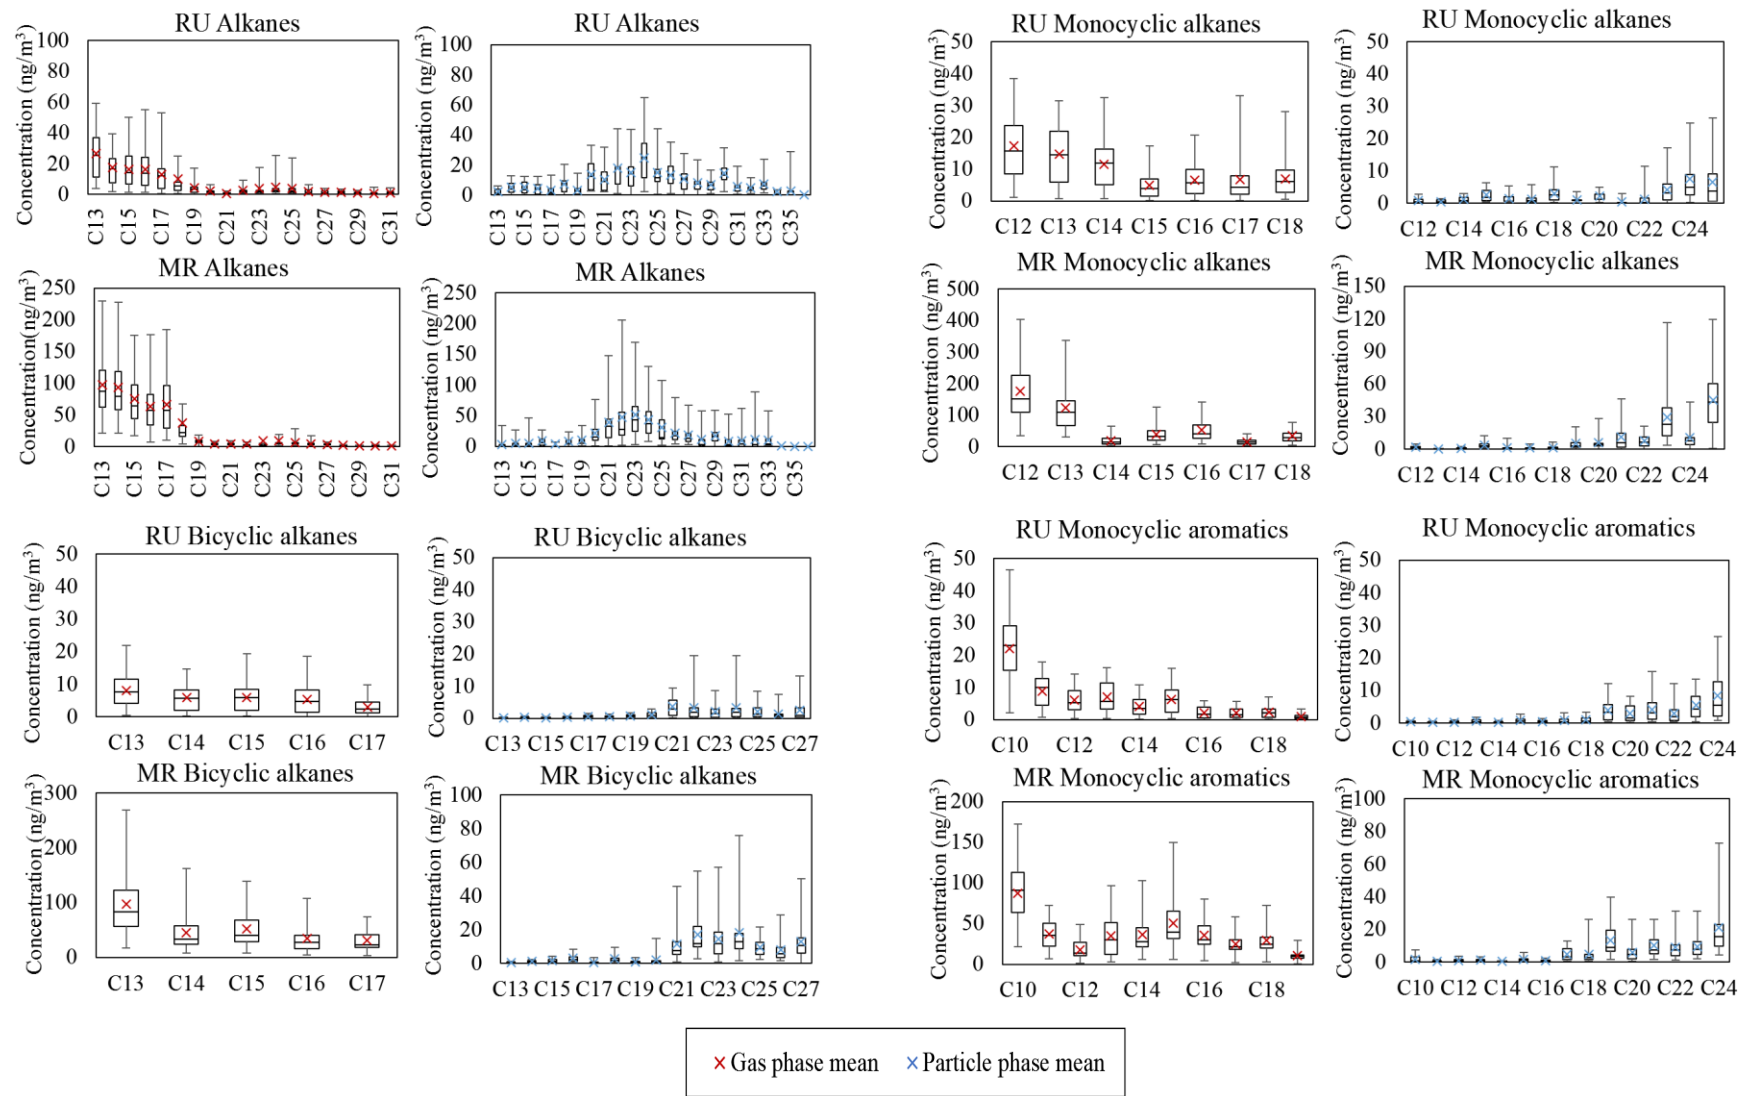 RU Alkanes
Concentration (ng/m³)
100
80
60
40
20
0
C13
C15
C17
C19
C21
C23
C25
C27
C29
C31
RU Alkanes
Concentration (ng/m³)
100
80
60
40
20
0
C13
C15
C17
C19
C21
C23
C25
C27
C29
C31
C33
C35
RU Monocyclic alkanes
Concentration (ng/m³)
50
40
30
20
10
0
C12
C13
C14
C15
C16
C17
C18
RU Monocyclic alkanes
Concentration (ng/m³)
50
40
30
20
10
0
C12
C14
C16
C18
C20
C22
C24
MR Alkanes
Concentration(ng/m³)
250
200
150
100
50
0
C13
C15
C17
C19
C21
C23
C25
C27
C29
C31
MR Alkanes
Concentration (ng/m³)
250
200
150
100
50
0
C13
C15
C17
C19
C21
C23
C25
C27
C29
C31
C33
C35
MR Monocyclic alkanes
Concentration (ng/m³)
500
400
300
200
100
0
C12
C13
C14
C15
C16
C17
C18
MR Monocyclic alkanes
Concentration (ng/m³)
150
120
90
60
30
0
C12
C14
C16
C18
C20
C22
C24
RU Bicyclic alkanes
Concentration (ng/m³)
50
40
30
20
10
0
C13
C14
C15
C16
C17
RU Bicyclic alkanes
Concentration (ng/m³)
50
40
30
20
10
0
C13
C15
C17
C19
C21
C23
C25
C27
RU Monocyclic aromatics
Concentration (ng/m³)
50
40
30
20
10
0
C10
C12
C14
C16
C18
RU Monocyclic aromatics
Concentration (ng/m³)
50
40
30
20
10
0
C10
C12
C14
C16
C18
C20
C22
C24
MR Bicyclic alkanes
Concentration (ng/m³)
300
200
100
0
C13
C14
C15
C16
C17
MR Bicyclic alkanes
Concentration (ng/m³)
100
80
60
40
20
0
C13
C15
C17
C19
C21
C23
C25
C27
MR Monocyclic aromatics
Concentration (ng/m³)
200
150
100
50
0
C10
C12
C14
C16
C18
MR Monocyclic aromatics
Concentration (ng/m³)
100
80
60
40
20
0
C10
C12
C14
C16
C18
C20
C22
C24
Gas phase mean
Particle phase mean